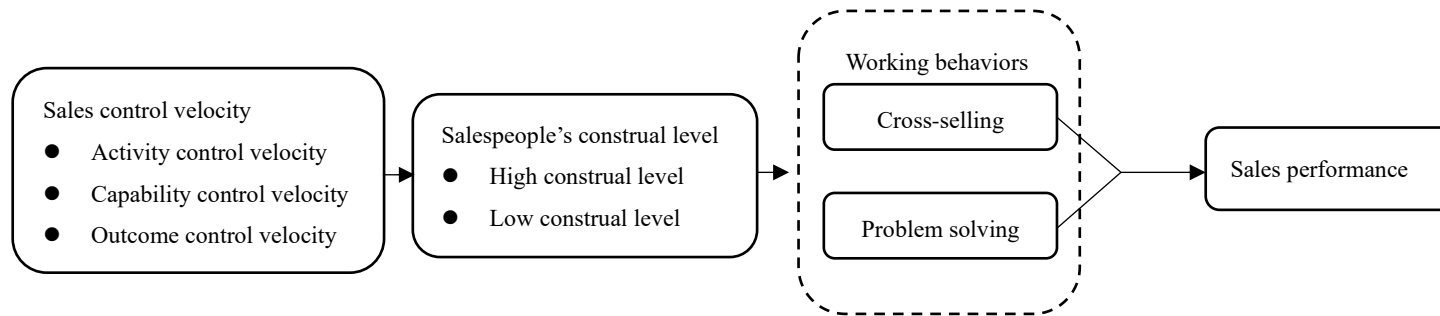 Sales control velocity
● Activity control velocity
● Capability control velocity
● Outcome control velocity
Salespeople’s construal level
● High construal level
● Low construal level
Working behaviors
Cross-selling
Problem solving
Sales performance